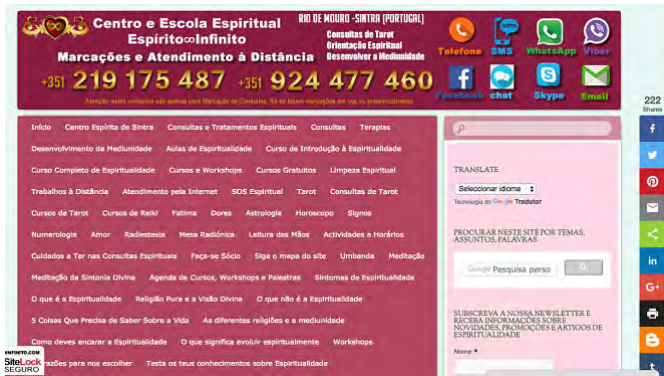 Centro e Escola Espiritual
Espírito∞Infinito
Marcações e Atendimento à Distância
RIO DE MOURO -SINTRA (PORTUGAL)
Consultas de Tarot
Orientação Espiritual
Desenvolver a Mediunidade
+351 219 175 487 +351 924 477 460
Telefone SMS WhatsApp Viber
Facebook chat Skype Email
Início Centro Espírita de Sintra Consultas e Tratamentos Espirituais Consultas Terapias
Desenvolvimento da Mediunidade Aulas de Espiritualidade Curso de Introdução à Espiritualidade
Curso Completo de Espiritualidade Cursos e Workshops Cursos Gratuitos Limpeza Espiritual
Trabalhos à Distância Atendimento pela Internet SOS Espiritual Tarot Consultas de Tarot
Cursos de Tarot Cursos de Reiki Fatima Dores Astrologia Horoscopo Signos
Numerologia Amor Radiestesia Mesa Radiónica Leitura das Mãos Actividades e Horários
Cuidados a Ter nas Consultas Espirituais Faça-se Sócio Siga o mapa do site Umbanda Meditação
Meditação da Sintonia Divina Agenda de Cursos, Workshops e Palestras Sintomas de Espiritualidade
O que é a Espiritualidade Religião Pura e a Visão Divina O que não é a Espiritualidade
5 Coisas Que Precisa de Saber Sobre a Vida As diferentes religiões e a mediunidade
Como deves encarar a Espiritualidade O que significa evoluir espiritualmente Workshops
razões para nos escolher Testa os teus conhecimentos sobre Espiritualidade
TRANSLATE
Seleccionar idioma
Tecnologia do Google Tradutor
PROCURAR NESTE SITE POR TEMAS,
ASSUNTOS, PALAVRAS
Google Pesquisa perso
SUBSCREVA A NOSSA NEWSLETTER E
RECEBA INFORMAÇÕES SOBRE
NOVIDADES, PROMOÇÕES E ARTIGOS DE
ESPIRITUALIDADE
Nome *
222
Shares
INFINITO.COM
SiteLock
SEGURO